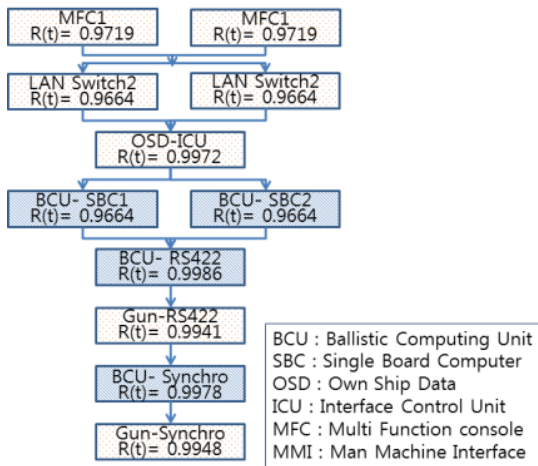 MFC1
R(t)= 0.9719
MFC1
R(t)= 0.9719
LAN Switch2
R(t)= 0.9664
LAN Switch2
R(t)= 0.9664
OSD-ICU
R(t)= 0.9972
BCU- SBC1
R(t)= 0.9664
BCU- SBC2
R(t)= 0.9664
BCU- RS422
R(t)= 0.9986
Gun-RS422
R(t)= 0.9941
BCU- Synchro
R(t)= 0.9978
Gun-Synchro
R(t)= 0.9948
BCU : Ballistic Computing Unit
SBC : Single Board Computer
OSD : Own Ship Data
ICU : Interface Control Unit
MFC : Multi Function console
MMI : Man Machine Interface